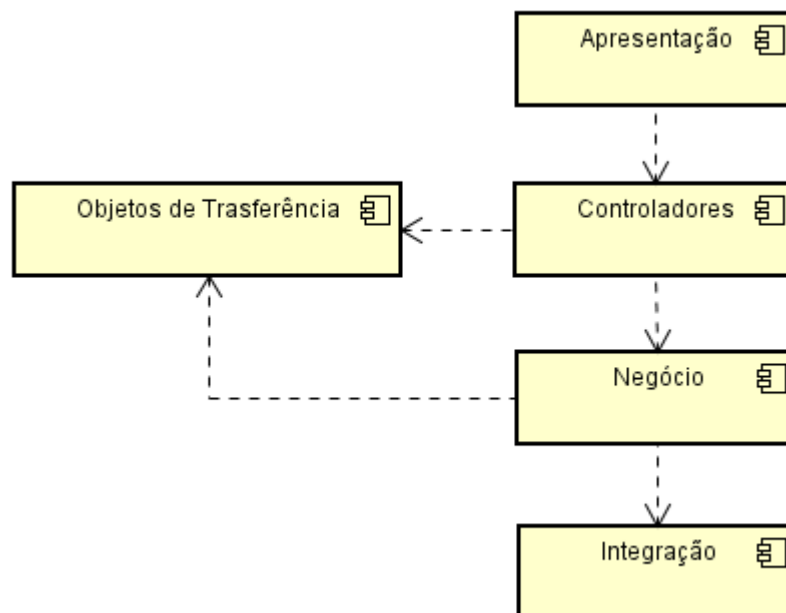 Apresentação
Objetos de Trasferência
Controladores
Negócio
Integração